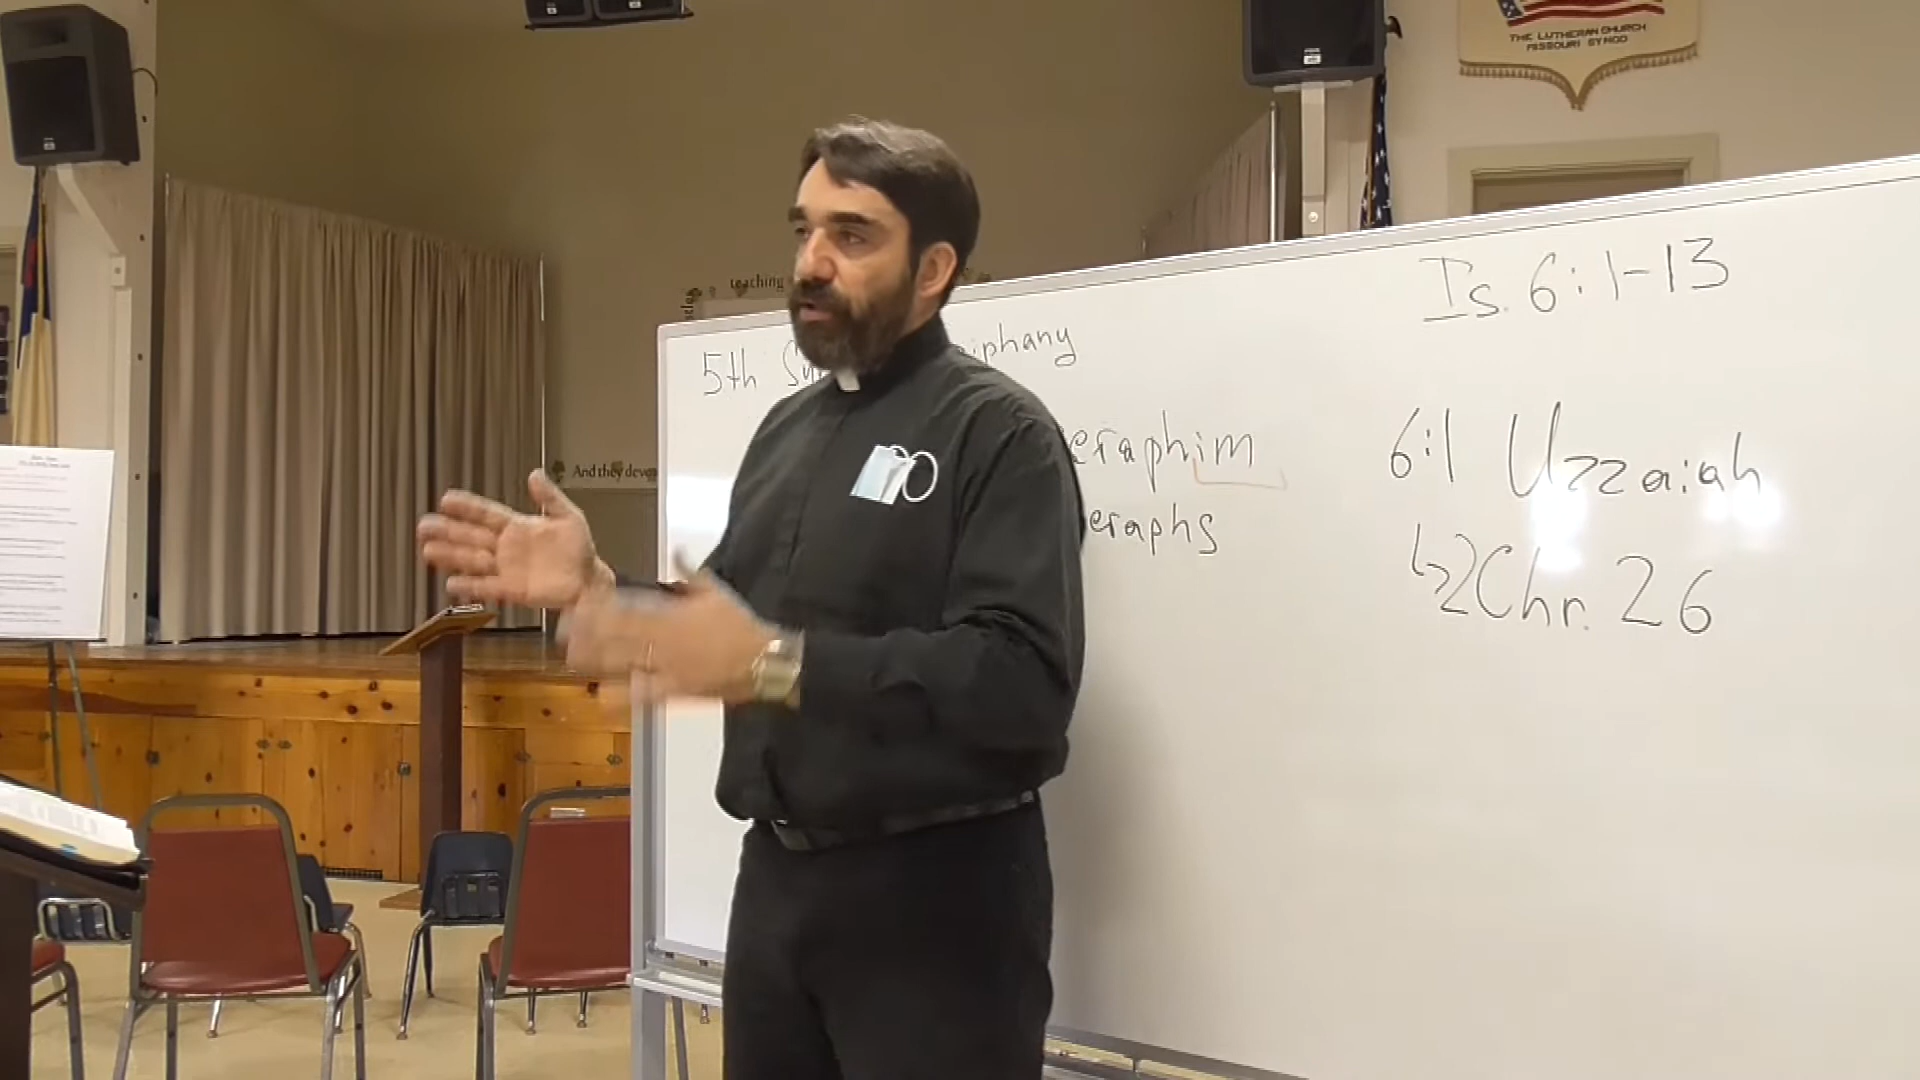 THE LUTHERAN CHURCH
MISSOURI SYNOD
teaching
And they devo
Is. 6:1-13
5th Su iphany
eraphim
eraphs
6:1 Uzzaiah
↳2Chr. 26